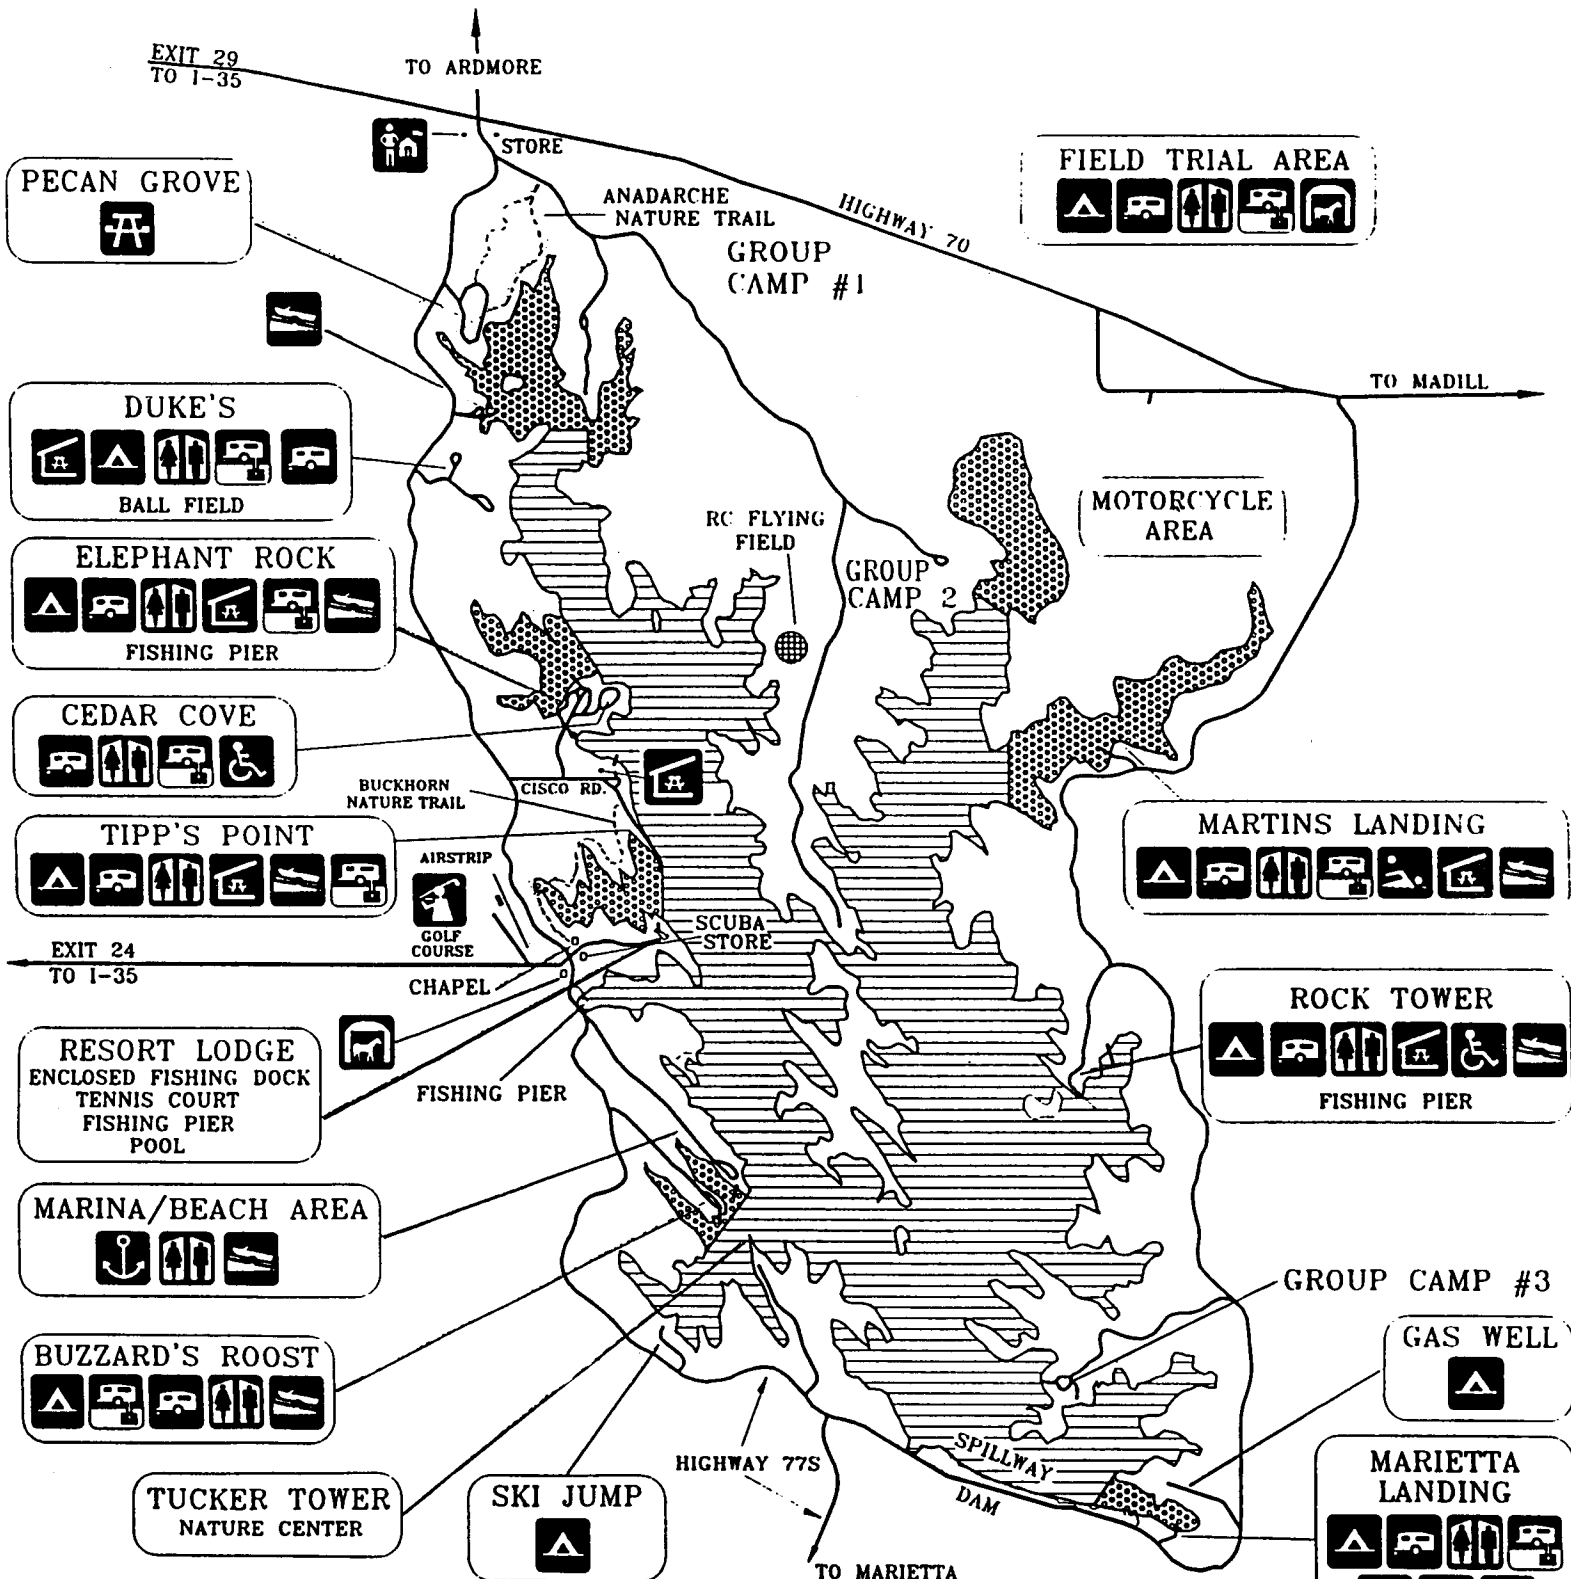 EXIT 29
TO I-35
TO ARDMORE
STORE
PECAN GROVE
ANADARCHE
NATURE TRAIL
HIGHWAY 70
FIELD TRIAL AREA
GROUP
CAMP #1
TO MADILL
DUKE'S
BALL FIELD
MOTORCYCLE
AREA
RC FLYING
FIELD
ELEPHANT ROCK
FISHING PIER
GROUP
CAMP 2
CEDAR COVE
BUCKHORN
NATURE TRAIL
CISCO RD.
TIPP'S POINT
MARTINS LANDING
AIRSTRIP
GOLF
COURSE
SCUBA
STORE
EXIT 24
TO I-35
CHAPEL
ROCK TOWER
FISHING PIER
RESORT LODGE
ENCLOSED FISHING DOCK
TENNIS COURT
FISHING PIER
POOL
FISHING PIER
MARINA/BEACH AREA
GROUP CAMP #3
BUZZARD'S ROOST
GAS WELL
HIGHWAY 77S
SPILLWAY
DAM
MARIETTA
LANDING
TUCKER TOWER
NATURE CENTER
SKI JUMP
TO MARIETTA